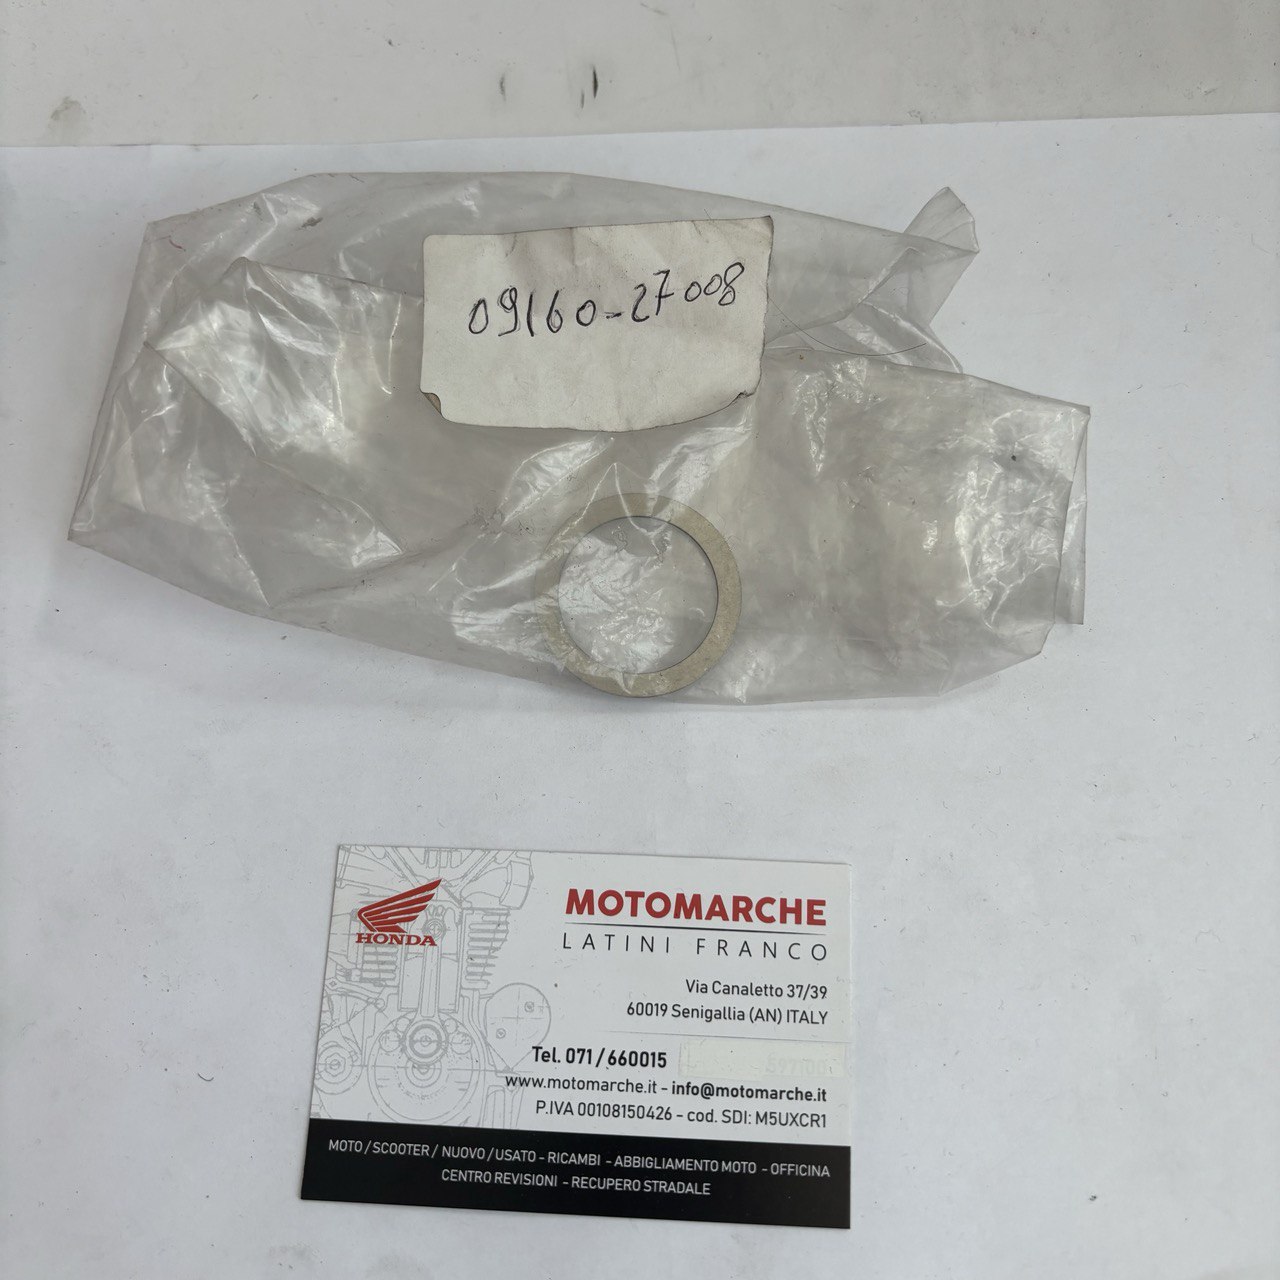 09160-27008
HONDA
MOTOMARCHE
LATINI FRANCO
Via Canaletto 37/39
60019 Senigallia (AN) ITALY
Tel. 071/660015
www.motomarche.it - info@motomarche.it
P.IVA 00108150426 - cod. SDI: M5UXCR1
MOTO/SCOOTER/ NUOVO/USATO - RICAMBI - ABBIGLIAMENTO MOTO - OFFICINA
CENTRO REVISIONI - RECUPERO STRADALE